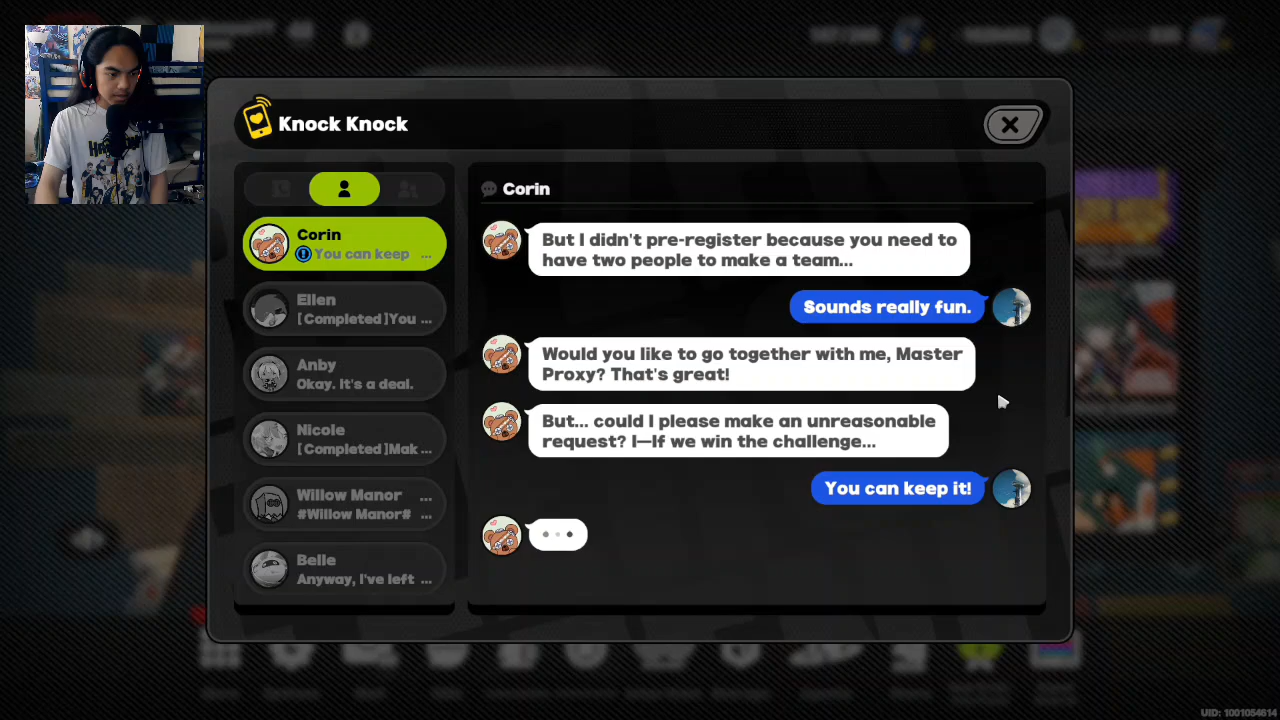 Knock Knock
Corin
You can keep ...
Ellen
[Completed]You ...
Anby
Okay. It's a deal.
Nicole
[Completed]Mak ...
Willow Manor ...
#Willow Manor# ...
Belle
Anyway, I've left ...
Corin
But I didn't pre-register because you need to
have two people to make a team...
Sounds really fun.
Would you like to go together with me, Master
Proxy? That's great!
But... could I please make an unreasonable
request? I—If we win the challenge...
You can keep it!
UID: 1001054614